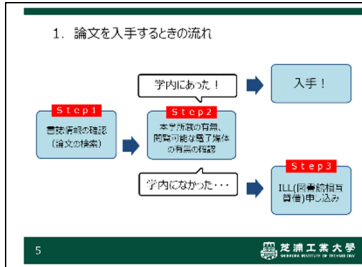 1. 論文を入手するときの流れ
学内にあった!
入手!
Step1
書誌情報の確認
(論文の検索)
Step2
本学所蔵の有無、
閲覧可能な電子媒体
の有無の確認
学内になかった・・・
Step3
ILL(図書館相互
貸借)申し込み
5
芝浦工業大学
SHIBAURA INSTITUTE OF TECHNOLOGY